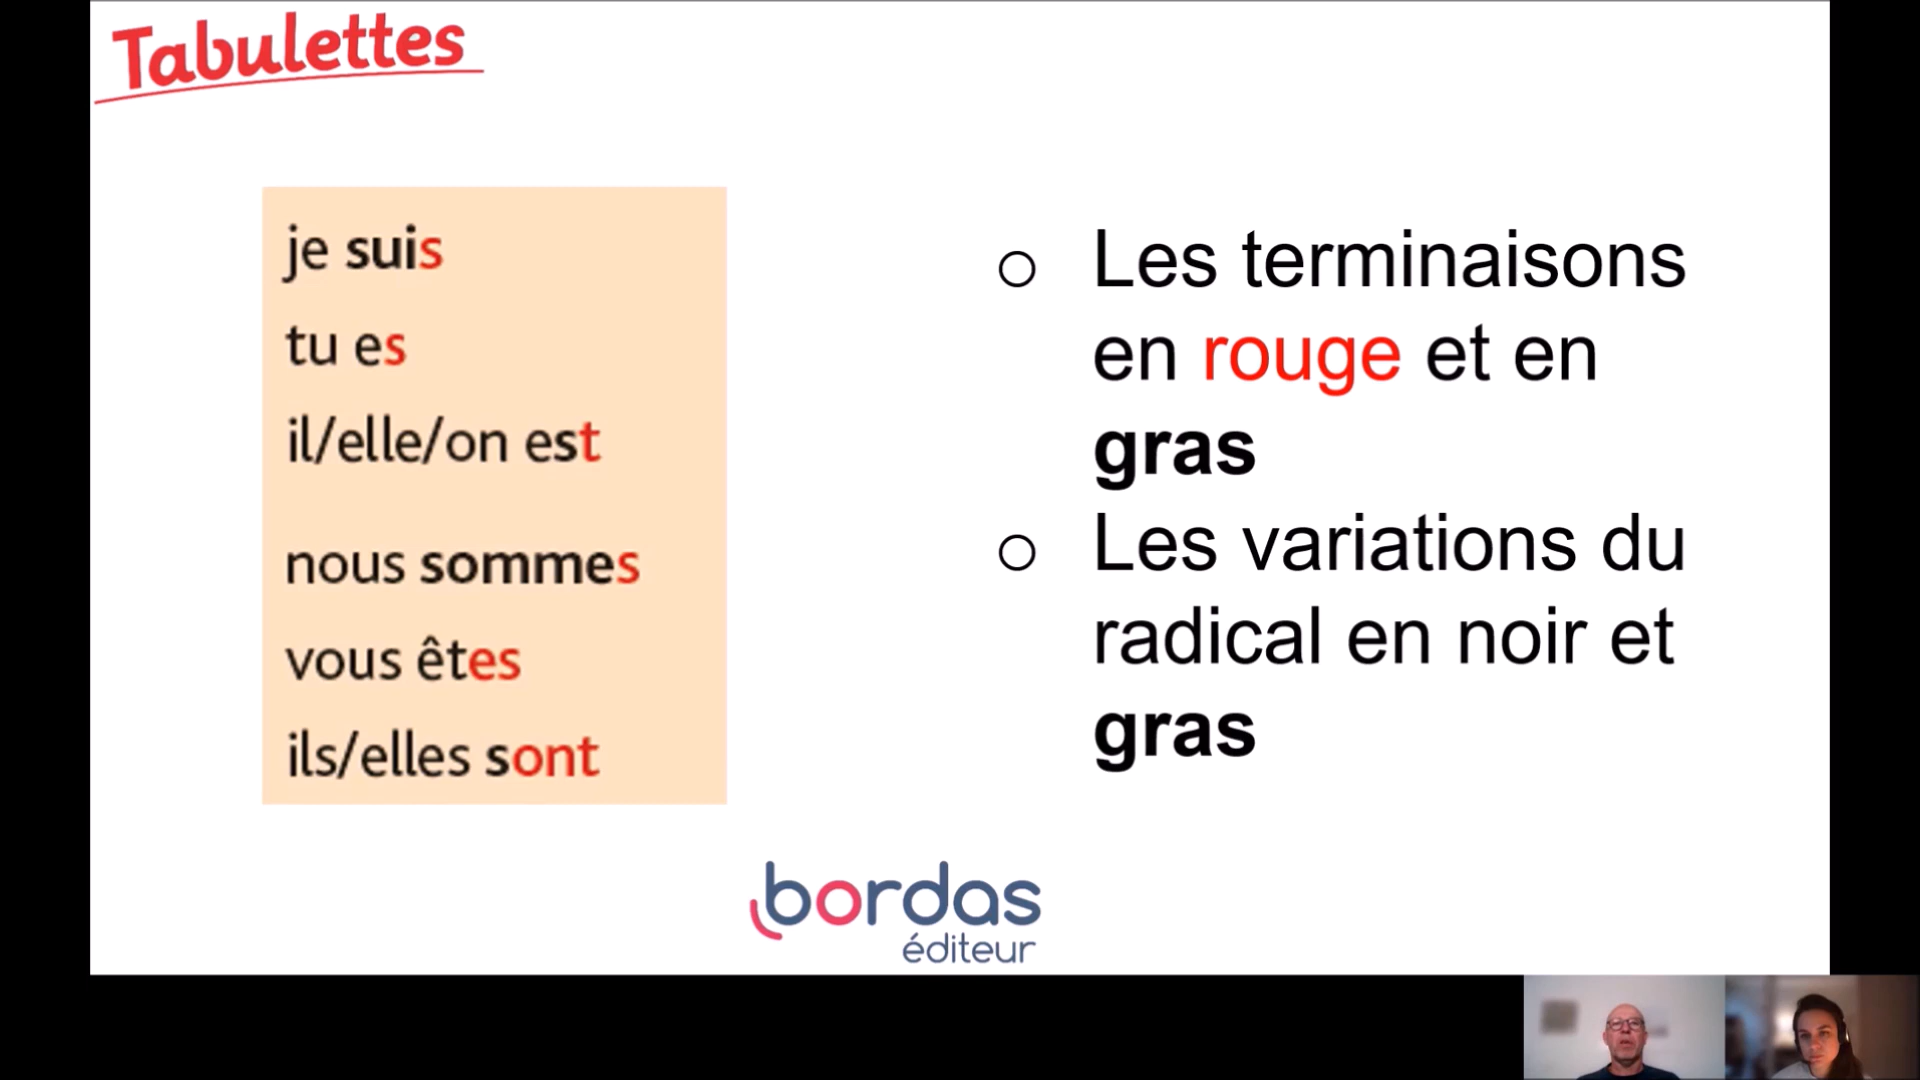 Tabulettes
je suis
tu es
il/elle/on est
nous sommes
vous êtes
ils/elles sont
Les terminaisons
en rouge et en
gras
Les variations du
radical en noir et
gras
bordas
éditeur